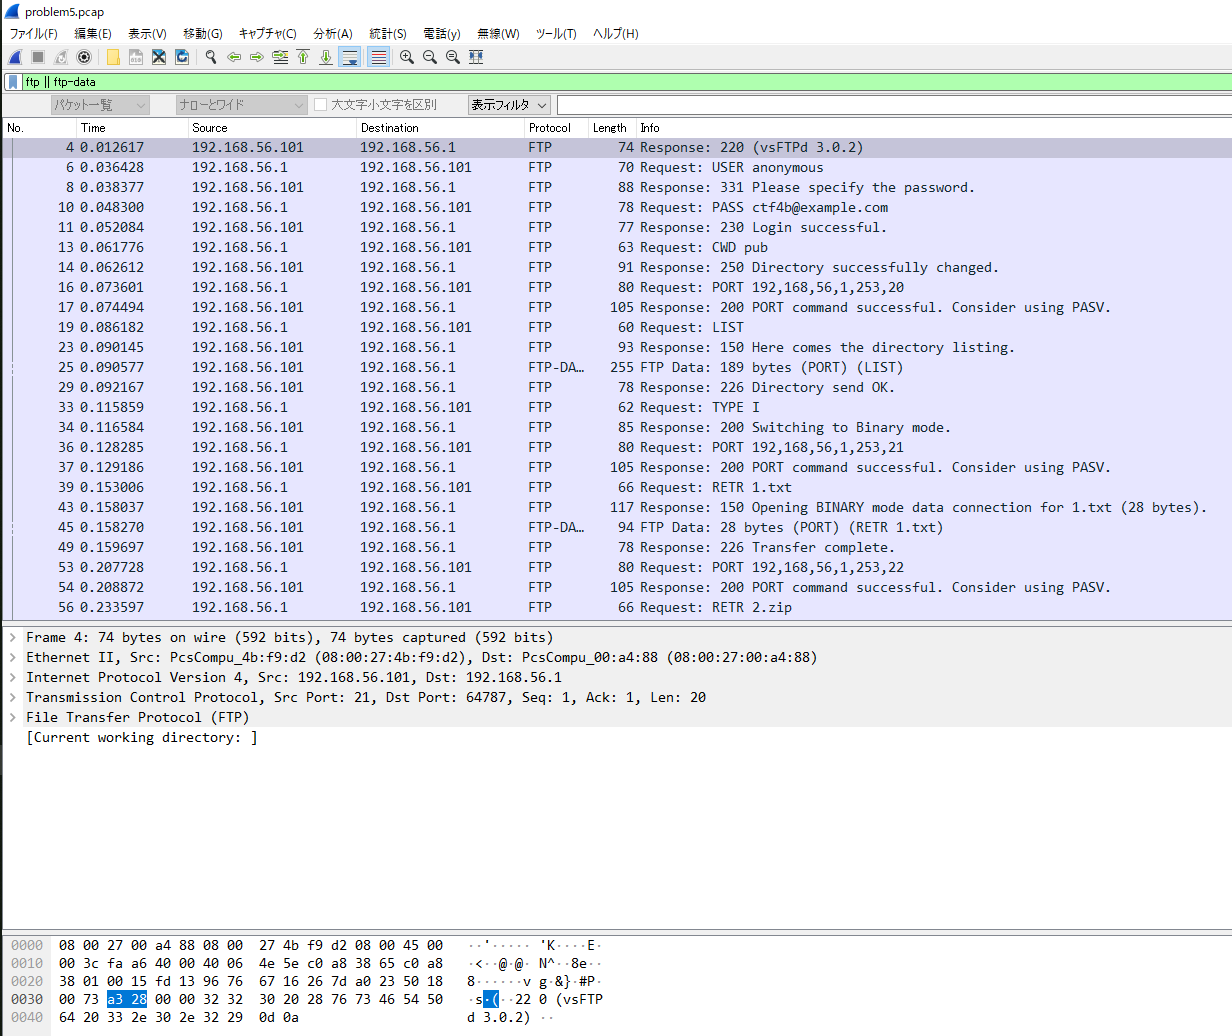 problem5.pcap
ファイル(F) 編集(E) 表示(V) 移動(G) キャプチャ(C) 分析(A) 統計(S) 電話(y) 無線(W) ツール(T) ヘルプ(H)
ftp || ftp-data
パケット一覧 ナローとワイド 大文字小文字を区別 表示フィルタ
No. Time Source Destination Protocol Length Info
4 0.012617 192.168.56.101 192.168.56.1 FTP 74 Response: 220 (vsFTPd 3.0.2)
6 0.036428 192.168.56.1 192.168.56.101 FTP 70 Request: USER anonymous
8 0.038377 192.168.56.101 192.168.56.1 FTP 88 Response: 331 Please specify the password.
10 0.048300 192.168.56.1 192.168.56.101 FTP 78 Request: PASS ctf4b@example.com
11 0.052084 192.168.56.101 192.168.56.1 FTP 77 Response: 230 Login successful.
13 0.061776 192.168.56.1 192.168.56.101 FTP 63 Request: CWD pub
14 0.062612 192.168.56.101 192.168.56.1 FTP 91 Response: 250 Directory successfully changed.
16 0.073601 192.168.56.1 192.168.56.101 FTP 80 Request: PORT 192,168,56,1,253,20
17 0.074494 192.168.56.101 192.168.56.1 FTP 105 Response: 200 PORT command successful. Consider using PASV.
19 0.086182 192.168.56.1 192.168.56.101 FTP 60 Request: LIST
23 0.090145 192.168.56.101 192.168.56.1 FTP 93 Response: 150 Here comes the directory listing.
25 0.090577 192.168.56.101 192.168.56.1 FTP-DA… 255 FTP Data: 189 bytes (PORT) (LIST)
29 0.092167 192.168.56.101 192.168.56.1 FTP 78 Response: 226 Directory send OK.
33 0.115859 192.168.56.1 192.168.56.101 FTP 62 Request: TYPE I
34 0.116584 192.168.56.101 192.168.56.1 FTP 85 Response: 200 Switching to Binary mode.
36 0.128285 192.168.56.1 192.168.56.101 FTP 80 Request: PORT 192,168,56,1,253,21
37 0.129186 192.168.56.101 192.168.56.1 FTP 105 Response: 200 PORT command successful. Consider using PASV.
39 0.153006 192.168.56.1 192.168.56.101 FTP 66 Request: RETR 1.txt
43 0.158037 192.168.56.101 192.168.56.1 FTP 117 Response: 150 Opening BINARY mode data connection for 1.txt (28 bytes).
45 0.158270 192.168.56.101 192.168.56.1 FTP-DA… 94 FTP Data: 28 bytes (PORT) (RETR 1.txt)
49 0.159697 192.168.56.101 192.168.56.1 FTP 78 Response: 226 Transfer complete.
53 0.207728 192.168.56.1 192.168.56.101 FTP 80 Request: PORT 192,168,56,1,253,22
54 0.208872 192.168.56.101 192.168.56.1 FTP 105 Response: 200 PORT command successful. Consider using PASV.
56 0.233597 192.168.56.1 192.168.56.101 FTP 66 Request: RETR 2.zip
Frame 4: 74 bytes on wire (592 bits), 74 bytes captured (592 bits)
Ethernet II, Src: PcsCompu_4b:f9:d2 (08:00:27:4b:f9:d2), Dst: PcsCompu_00:a4:88 (08:00:27:00:a4:88)
Internet Protocol Version 4, Src: 192.168.56.101, Dst: 192.168.56.1
Transmission Control Protocol, Src Port: 21, Dst Port: 64787, Seq: 1, Ack: 1, Len: 20
File Transfer Protocol (FTP)
[Current working directory: ]
0000 08 00 27 00 a4 88 08 00 27 4b f9 d2 08 00 45 00 ··'····· 'K····E·
0010 00 3c fa a6 40 00 40 06 4e 5e c0 a8 38 65 c0 a8 ·<··@·@· N^··8e··
0020 38 01 00 15 fd 13 96 76 67 16 26 7d a0 23 50 18 8······v g·&}·#P·
0030 00 73 a3 28 00 00 32 32 30 20 28 76 73 46 54 50 ·s·(··22 0 (vsFTP
0040 64 20 33 2e 30 2e 32 29 0d 0a d 3.0.2) ··